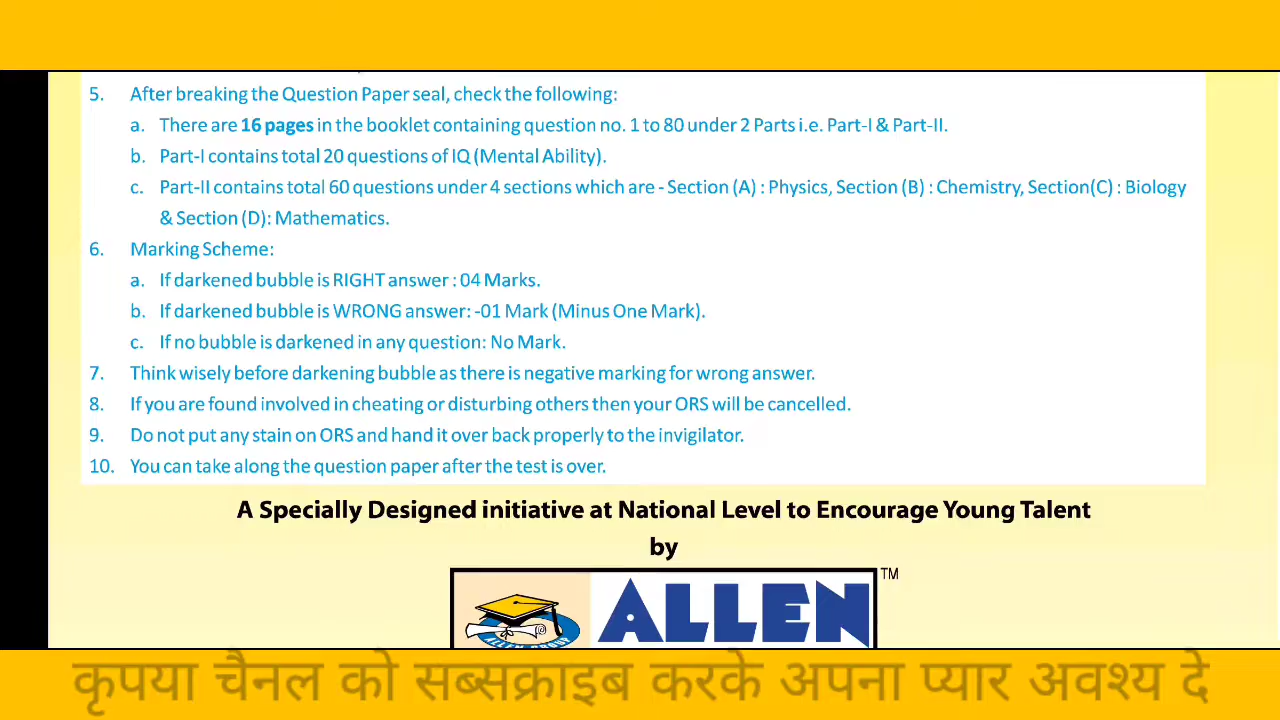 5. After breaking the Question Paper seal, check the following:
a. There are 16 pages in the booklet containing question no. 1 to 80 under 2 Parts i.e. Part-I & Part-II.
b. Part-I contains total 20 questions of IQ (Mental Ability).
c. Part-II contains total 60 questions under 4 sections which are - Section (A) : Physics, Section (B) : Chemistry, Section(C) : Biology
& Section (D): Mathematics.
6. Marking Scheme:
a. If darkened bubble is RIGHT answer : 04 Marks.
b. If darkened bubble is WRONG answer: -01 Mark (Minus One Mark).
c. If no bubble is darkened in any question: No Mark.
7. Think wisely before darkening bubble as there is negative marking for wrong answer.
8. If you are found involved in cheating or disturbing others then your ORS will be cancelled.
9. Do not put any stain on ORS and hand it over back properly to the invigilator.
10. You can take along the question paper after the test is over.
A Specially Designed initiative at National Level to Encourage Young Talent
by
ALLEN TM
ALLEN GROUP
कृपया चैनल को सब्सक्राइब करके अपना प्यार अवश्य दे